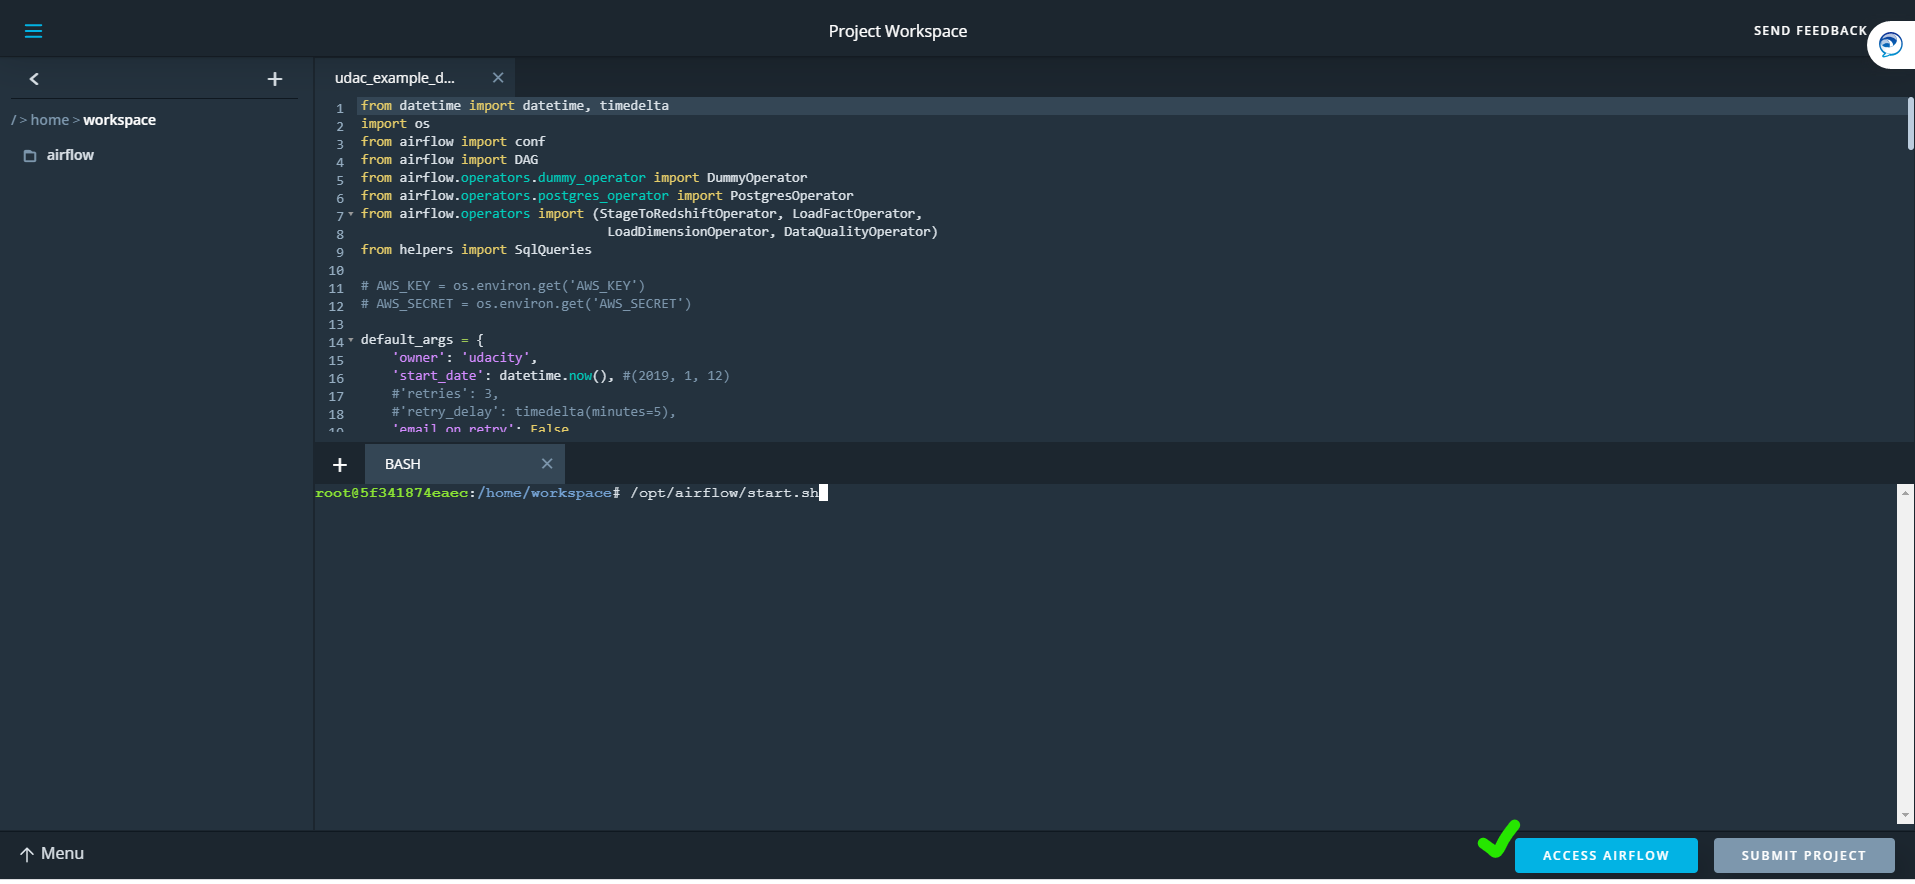 Project Workspace
SEND FEEDBACK
/ > home > workspace
airflow
udac_example_d...
1 from datetime import datetime, timedelta
2 import os
3 from airflow import conf
4 from airflow import DAG
5 from airflow.operators.dummy_operator import DummyOperator
6 from airflow.operators.postgres_operator import PostgresOperator
7 from airflow.operators import (StageToRedshiftOperator, LoadFactOperator,
8 LoadDimensionOperator, DataQualityOperator)
9 from helpers import SqlQueries
10
11 # AWS_KEY = os.environ.get('AWS_KEY')
12 # AWS_SECRET = os.environ.get('AWS_SECRET')
13
14 default_args = {
15 'owner': 'udacity',
16 'start_date': datetime.now(), #(2019, 1, 12)
17 #'retries': 3,
18 #'retry_delay': timedelta(minutes=5),
19 'email_on_retry': False
+ BASH
root@5f341874eaec:/home/workspace# /opt/airflow/start.sh
Menu
ACCESS AIRFLOW
SUBMIT PROJECT